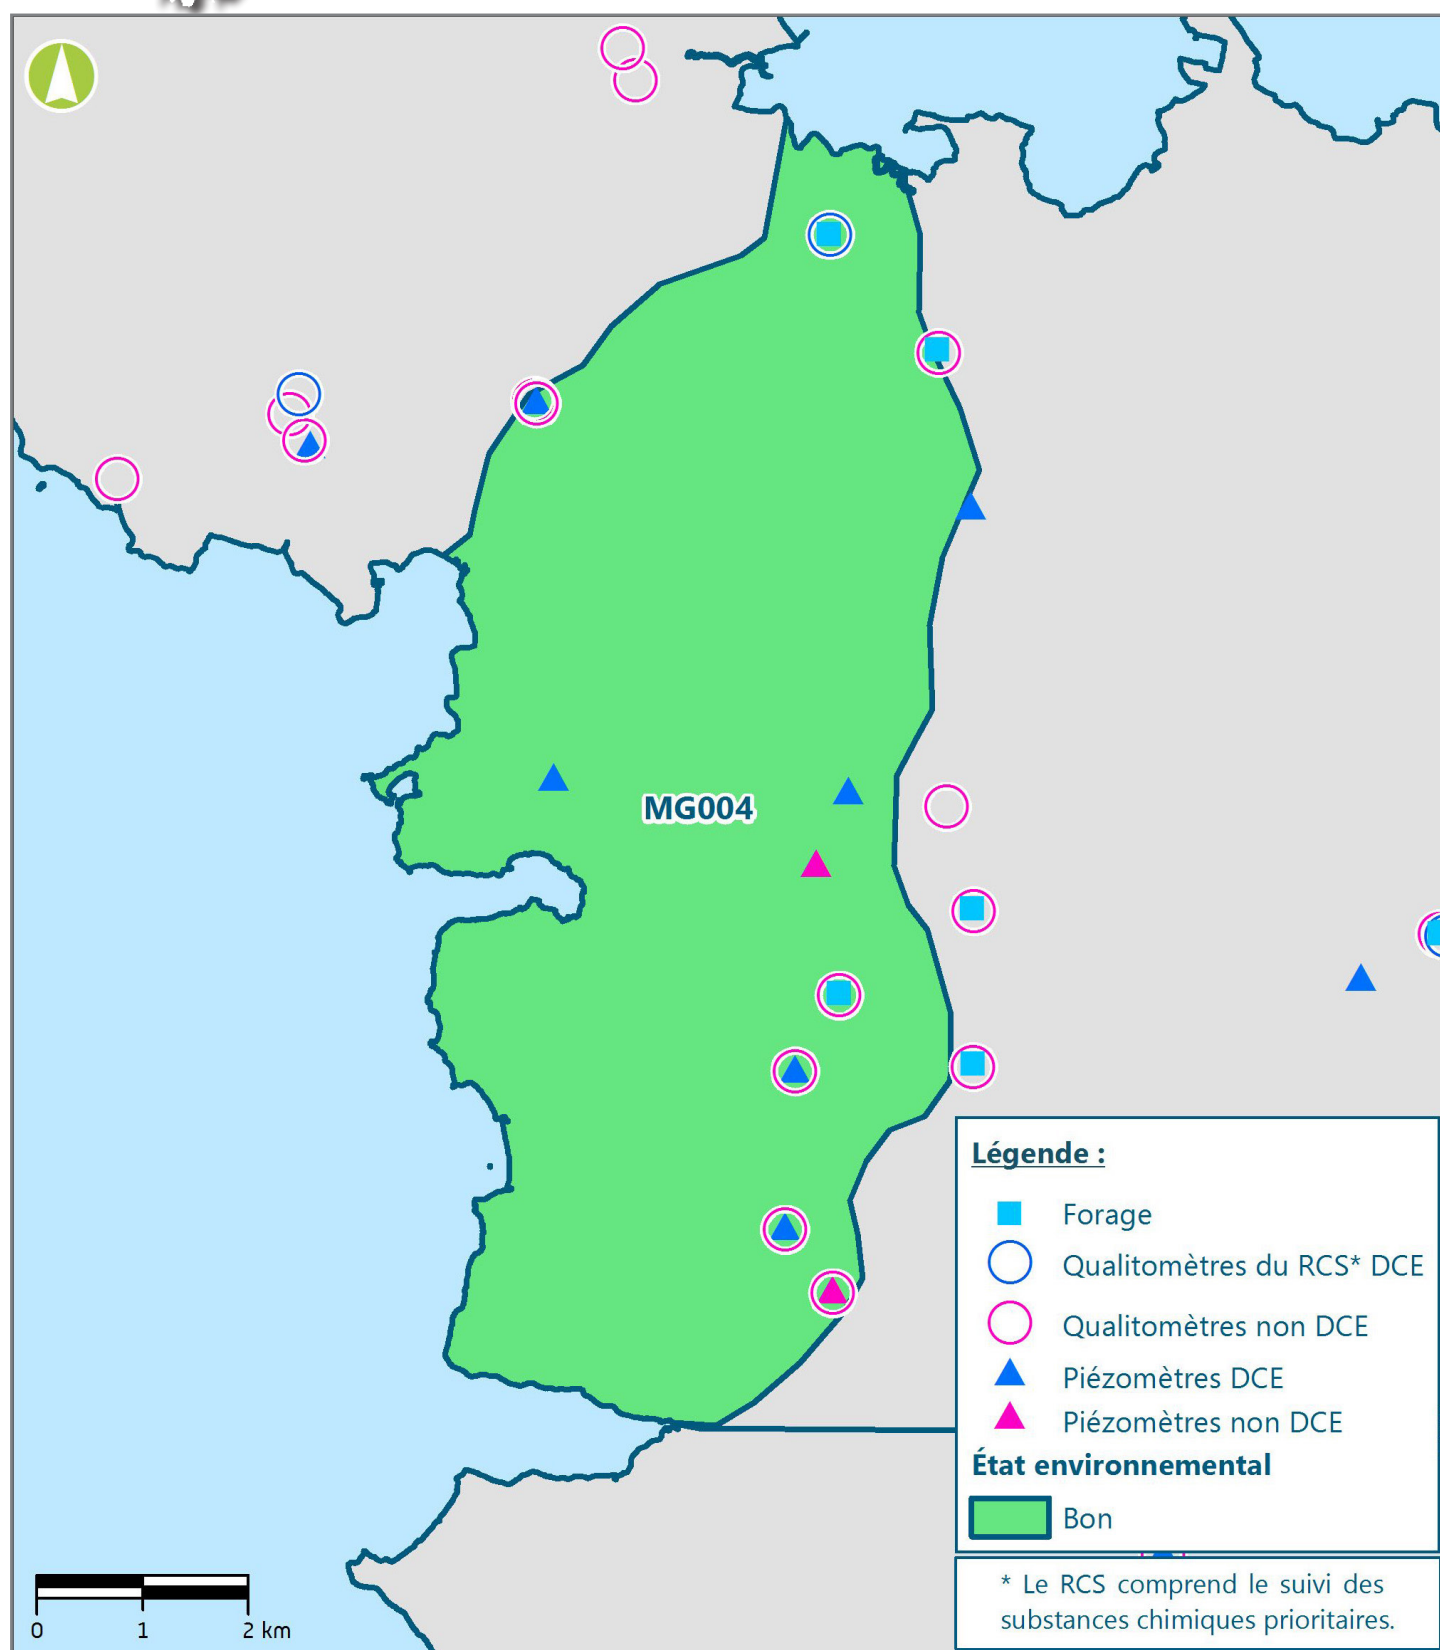 MG004
Légende :
Forage
Qualitomètres du RCS* DCE
Qualitomètres non DCE
Piézomètres DCE
Piézomètres non DCE
État environnemental
Bon
* Le RCS comprend le suivi des
substances chimiques prioritaires.
0 1 2 km